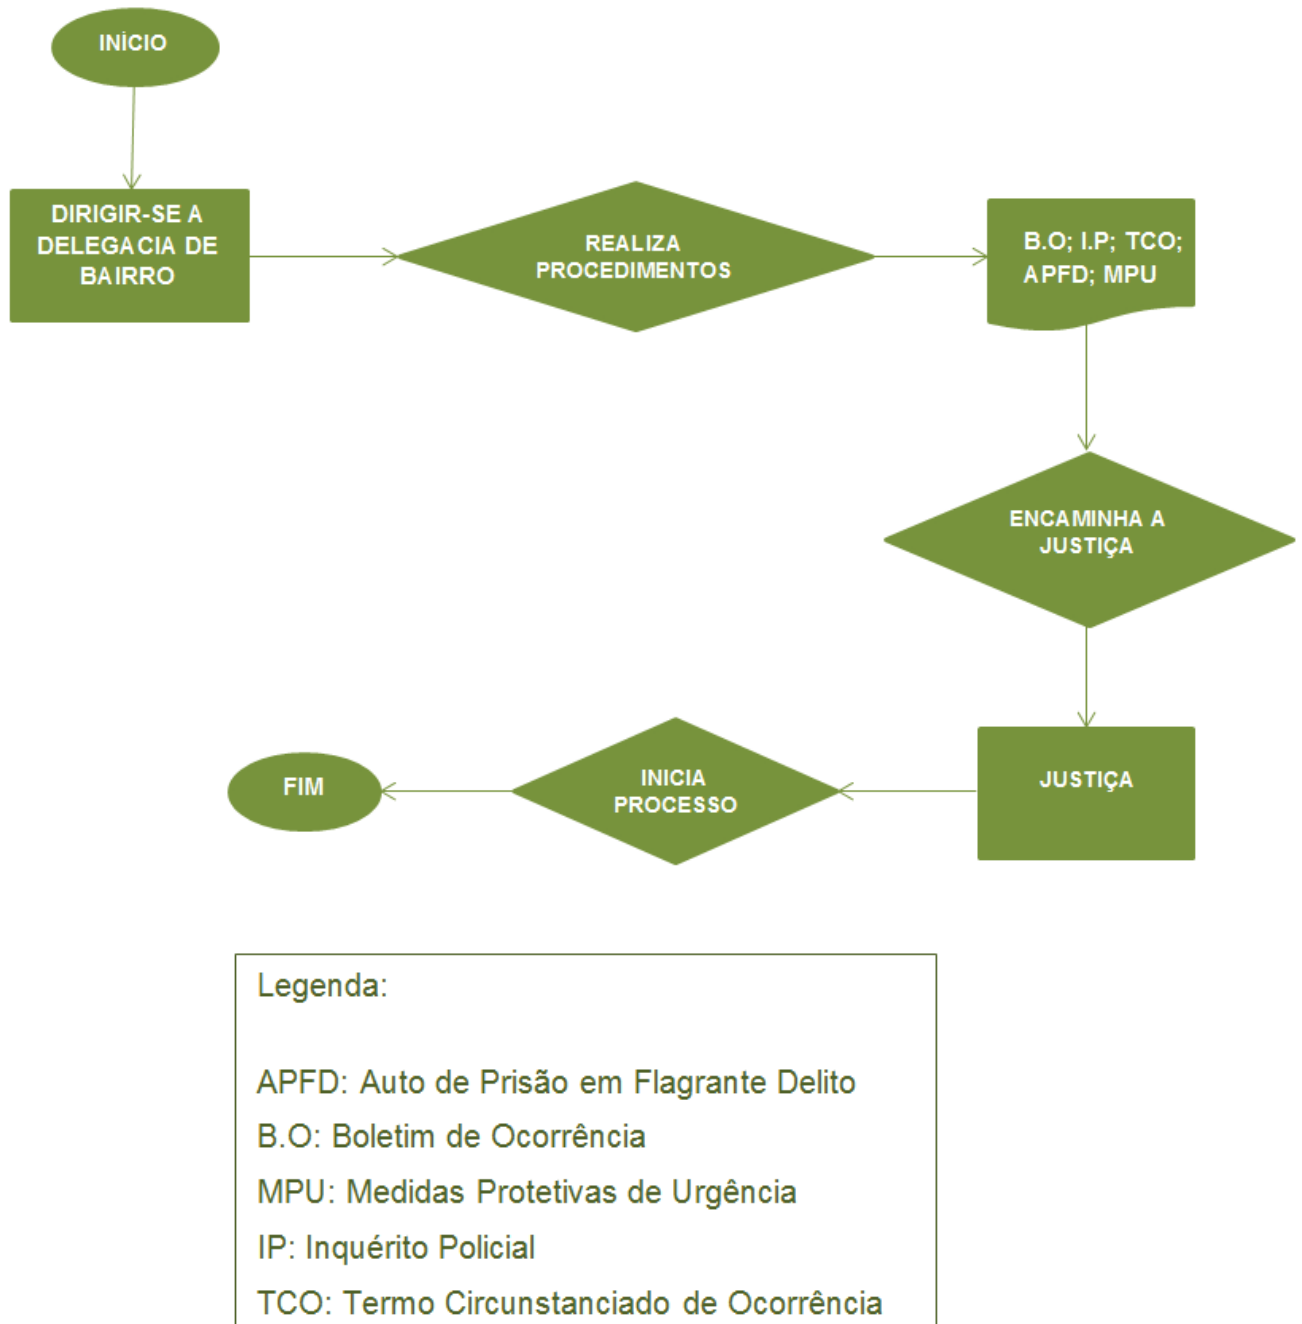 INÍCIO
DIRIGIR-SE A
DELEGACIA DE
BAIRRO
REALIZA
PROCEDIMENTOS
B.O; I.P; TCO;
APFD; MPU
ENCAMINHA A
JUSTIÇA
JUSTIÇA
INICIA
PROCESSO
FIM
Legenda:
APFD: Auto de Prisão em Flagrante Delito
B.O: Boletim de Ocorrência
MPU: Medidas Protetivas de Urgência
IP: Inquérito Policial
TCO: Termo Circunstanciado de Ocorrência